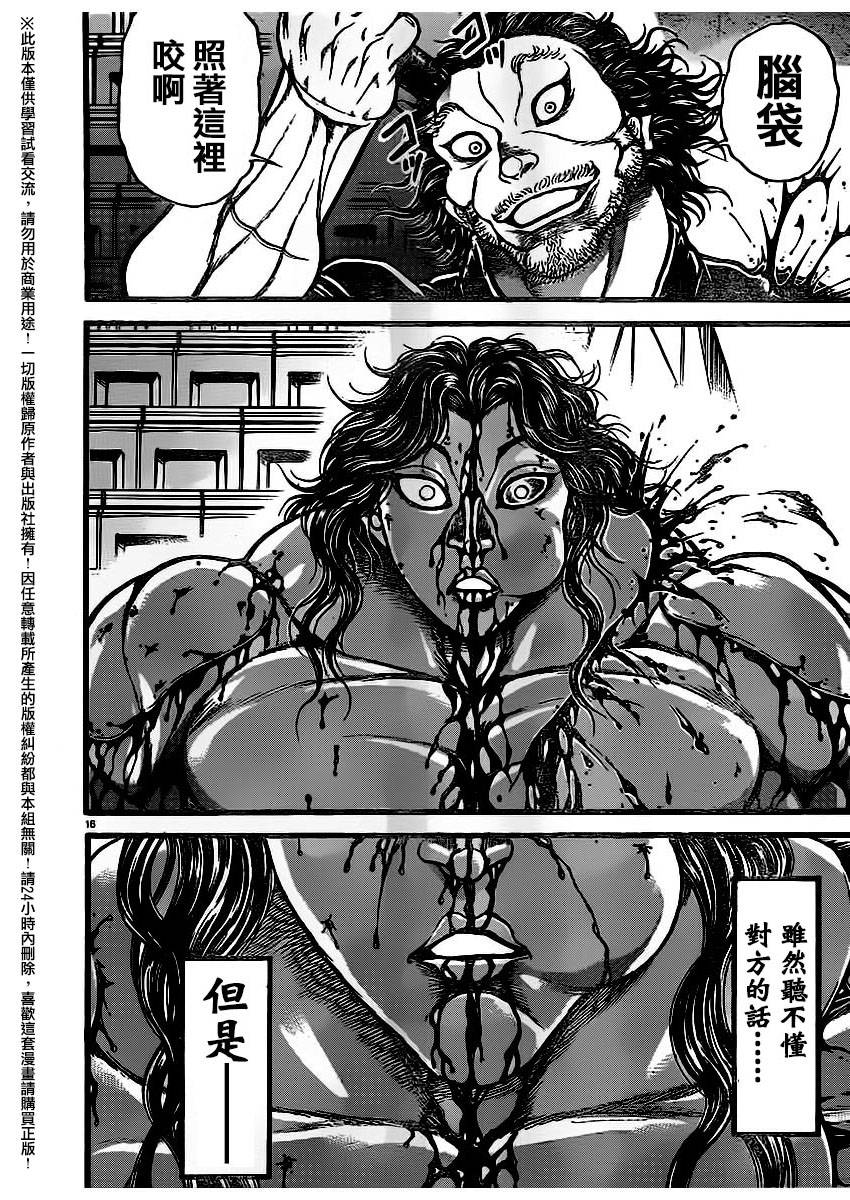 腦袋
照著這裡
咬啊
ゴッ
ゴッ
雖然聽不懂
對方的話……
但是——
16
※此版本僅供學習試看交流，請勿用於商業用途！一切版權歸原作者與出版社擁有！因任意轉載所產生的版權糾紛都與本組無關！請24小時內刪除，喜歡這套漫畫請購買正版！